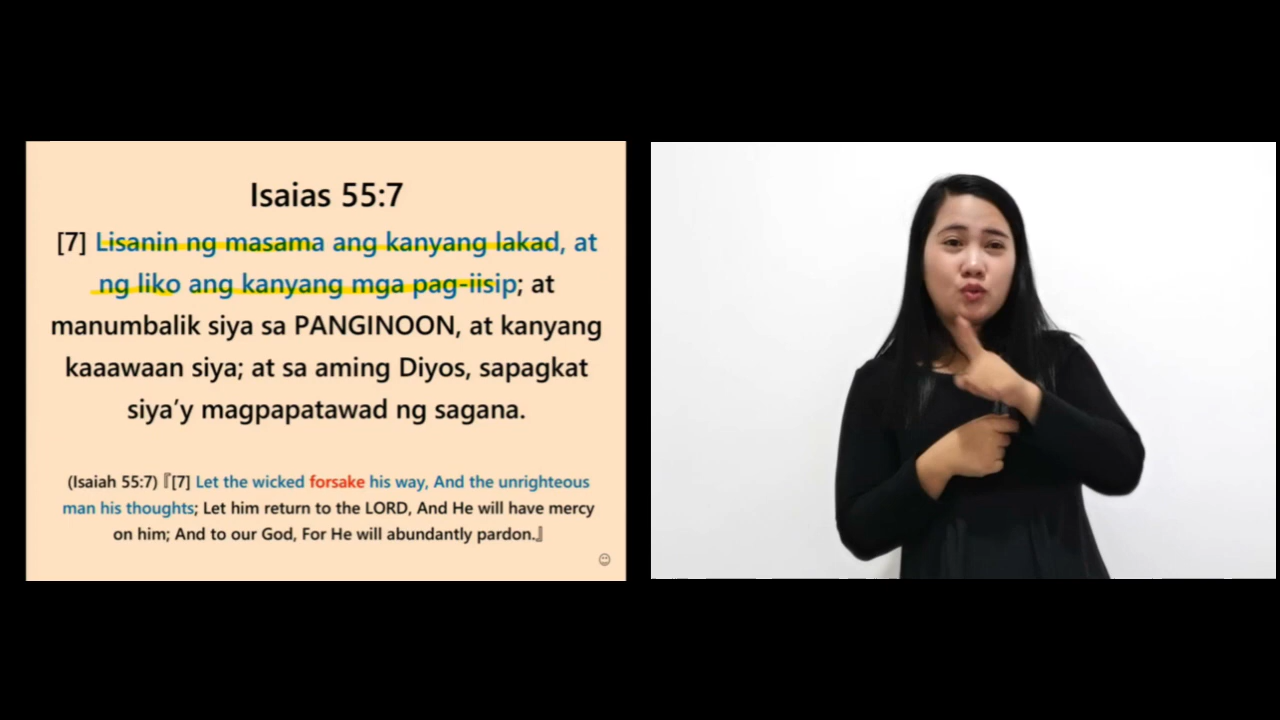 Isaias 55:7
[7] Lisanin ng masama ang kanyang lakad, at
ng liko ang kanyang mga pag-iisip; at
manumbalik siya sa PANGINOON, at kanyang
kaaawaan siya; at sa aming Diyos, sapagkat
siya’y magpapatawad ng sagana.
(Isaiah 55:7) 『[7] Let the wicked forsake his way, And the unrighteous
man his thoughts; Let him return to the LORD, And He will have mercy
on him; And to our God, For He will abundantly pardon.』